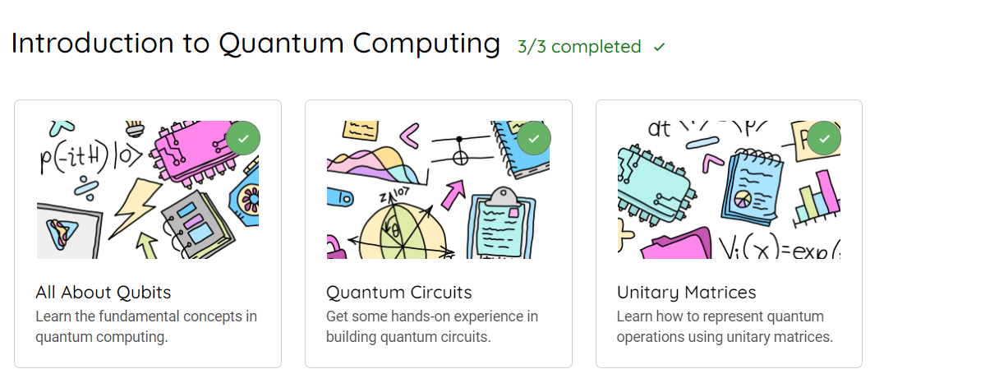 Introduction to Quantum Computing 3/3 completed ✓
p(-itH)|0>
All About Qubits
Learn the fundamental concepts in
quantum computing.
|0
z
|0>
θ
Quantum Circuits
Get some hands-on experience in
building quantum circuits.
dt
Vi(x)=exp(
Unitary Matrices
Learn how to represent quantum
operations using unitary matrices.